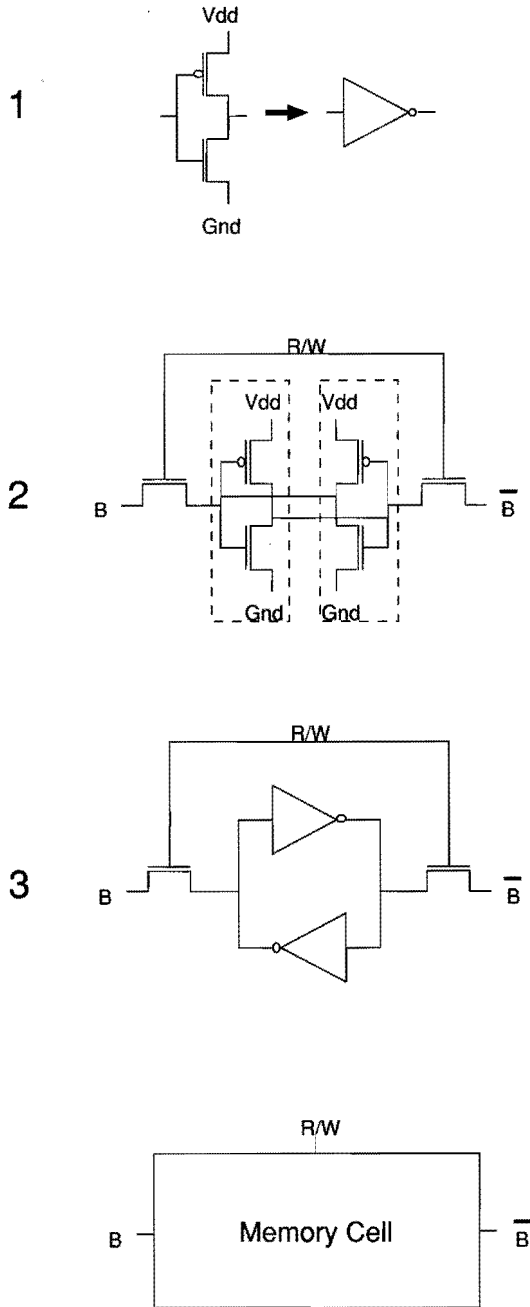 Vdd
1
Gnd
R/W
Vdd Vdd
2
B B̅
Gnd Gnd
R/W
3
B B̅
R/W
B Memory Cell B̅